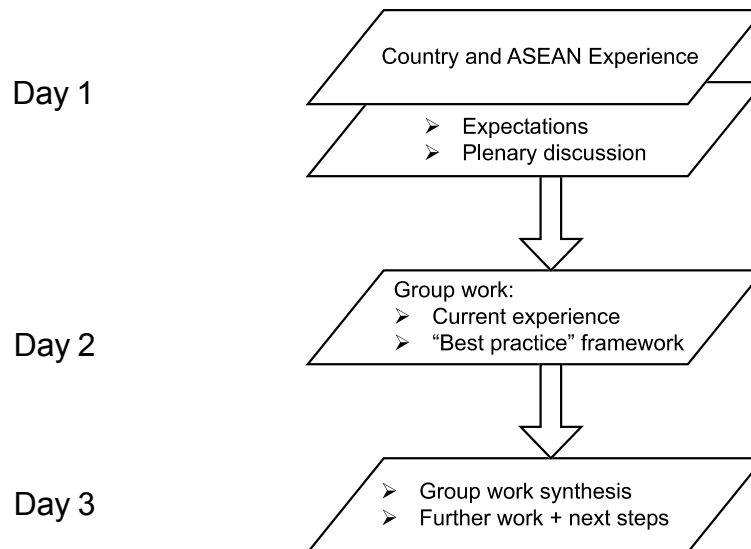 Day 1
Country and ASEAN Experience
➢ Expectations
➢ Plenary discussion
Day 2
Group work:
➢ Current experience
➢ “Best practice” framework
Day 3
➢ Group work synthesis
➢ Further work + next steps